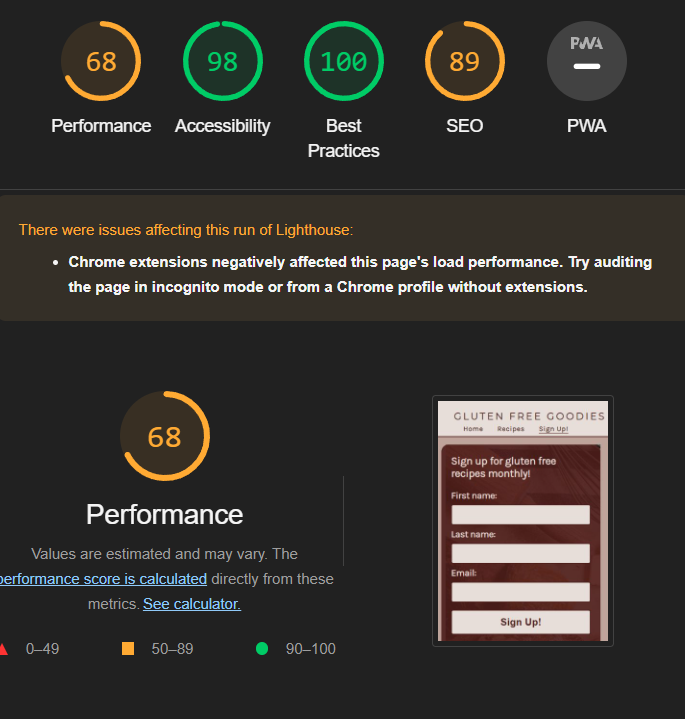 68
98
100
89
PWA
Performance
Accessibility
Best
Practices
SEO
PWA
There were issues affecting this run of Lighthouse:
• Chrome extensions negatively affected this page's load performance. Try auditing
the page in incognito mode or from a Chrome profile without extensions.
68
Performance
Values are estimated and may vary. The
performance score is calculated directly from these
metrics. See calculator.
0–49
50–89
90–100
GLUTEN FREE GOODIES
Home Recipes Sign Up!
Sign up for gluten free
recipes monthly!
First name:
Last name:
Email:
Sign Up!